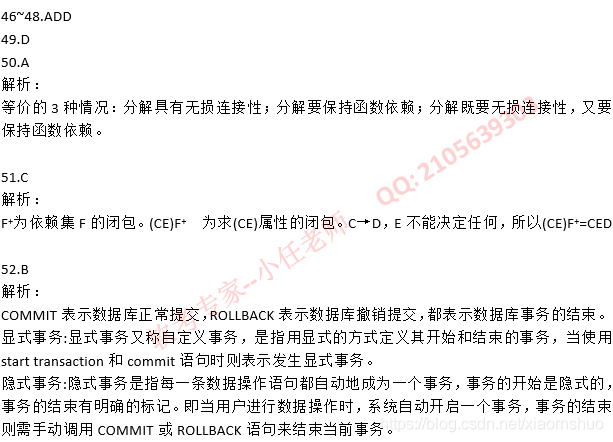 46~48.ADD
49.D
50.A
解析：
等价的 3 种情况：分解具有无损连接性；分解要保持函数依赖；分解既要无损连接性，又要
保持函数依赖。
51.C
解析：
F⁺为依赖集 F 的闭包。(CE)F⁺ 为求(CE)属性的闭包。C→D，E 不能决定任何，所以(CE)F⁺=CED
52.B
解析：
COMMIT 表示数据库正常提交，ROLLBACK 表示数据库撤销提交，都表示数据库事务的结束。
显式事务:显式事务又称自定义事务，是指用显式的方式定义其开始和结束的事务，当使用
start transaction 和 commit 语句时则表示发生显式事务。
隐式事务:隐式事务是指每一条数据操作语句都自动地成为一个事务，事务的开始是隐式的，
事务的结束有明确的标记。即当用户进行数据操作时，系统自动开启一个事务，事务的结束
则需手动调用 COMMIT 或 ROLLBACK 语句来结束当前事务。
软考专家--小任老师
https://blog.csdn.net/xiaomshuo